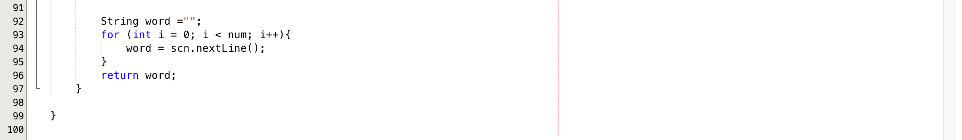 91
92 String word ="";
93 for (int i = 0; i < num; i++){
94 word = scn.nextLine();
95 }
96 return word;
97 }
98
99 }
100